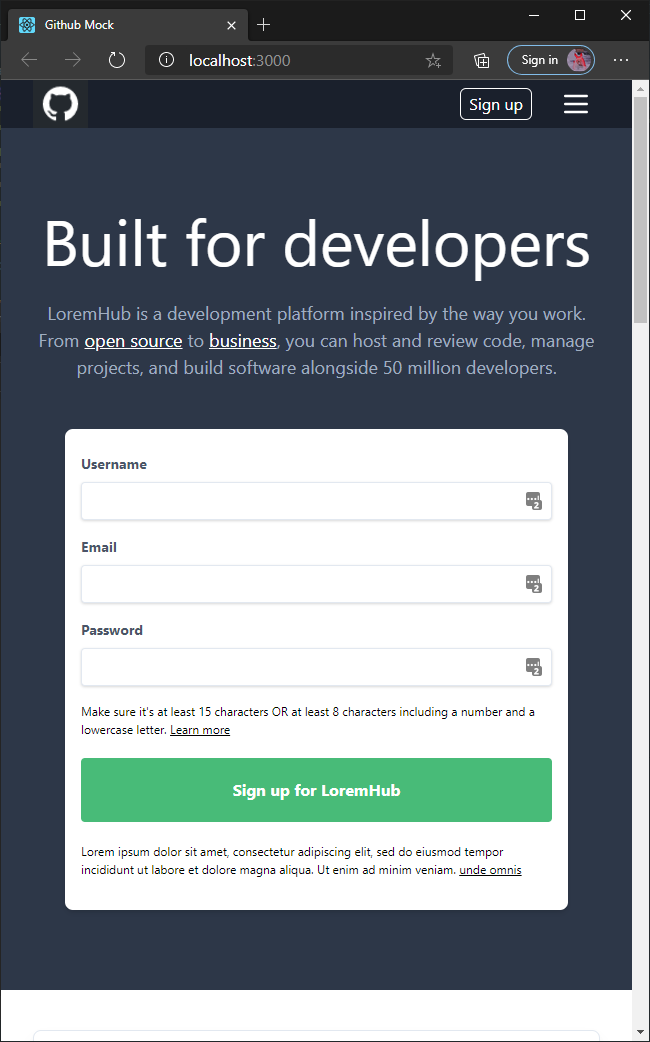 Github Mock
localhost:3000
Sign in
Sign up
Built for developers
LoremHub is a development platform inspired by the way you work.
From open source to business, you can host and review code, manage
projects, and build software alongside 50 million developers.
Username
2
Email
2
Password
2
Make sure it's at least 15 characters OR at least 8 characters including a number and a
lowercase letter. Learn more
Sign up for LoremHub
Lorem ipsum dolor sit amet, consectetur adipiscing elit, sed do eiusmod tempor
incididunt ut labore et dolore magna aliqua. Ut enim ad minim veniam. unde omnis